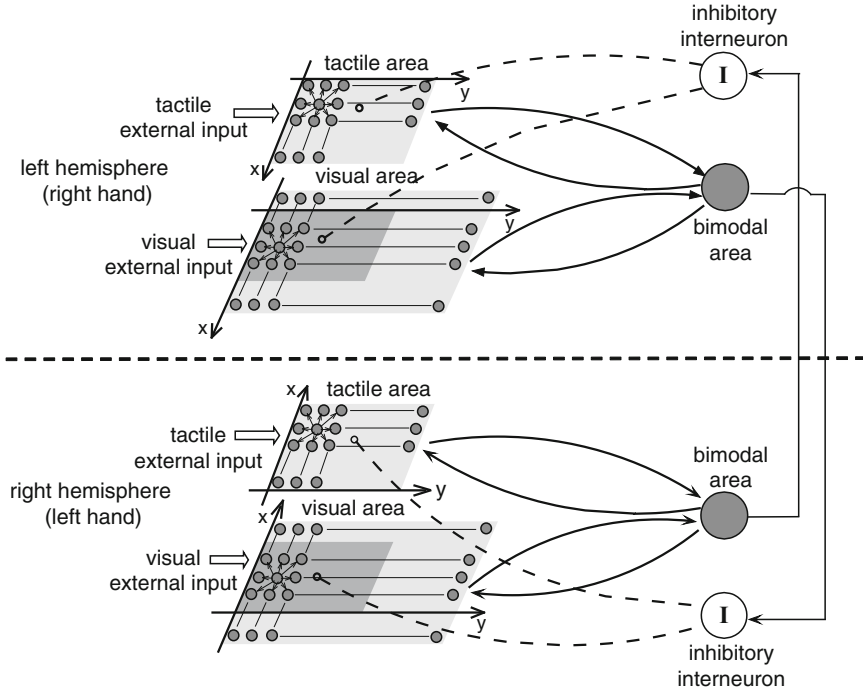 inhibitory
interneuron
I
tactile area
y
tactile
external input
x
left hemisphere
(right hand)
visual area
y
visual
external input
x
bimodal
area
x
tactile area
tactile
external input
y
right hemisphere
(left hand)
x
visual area
visual
external input
y
bimodal
area
I
inhibitory
interneuron